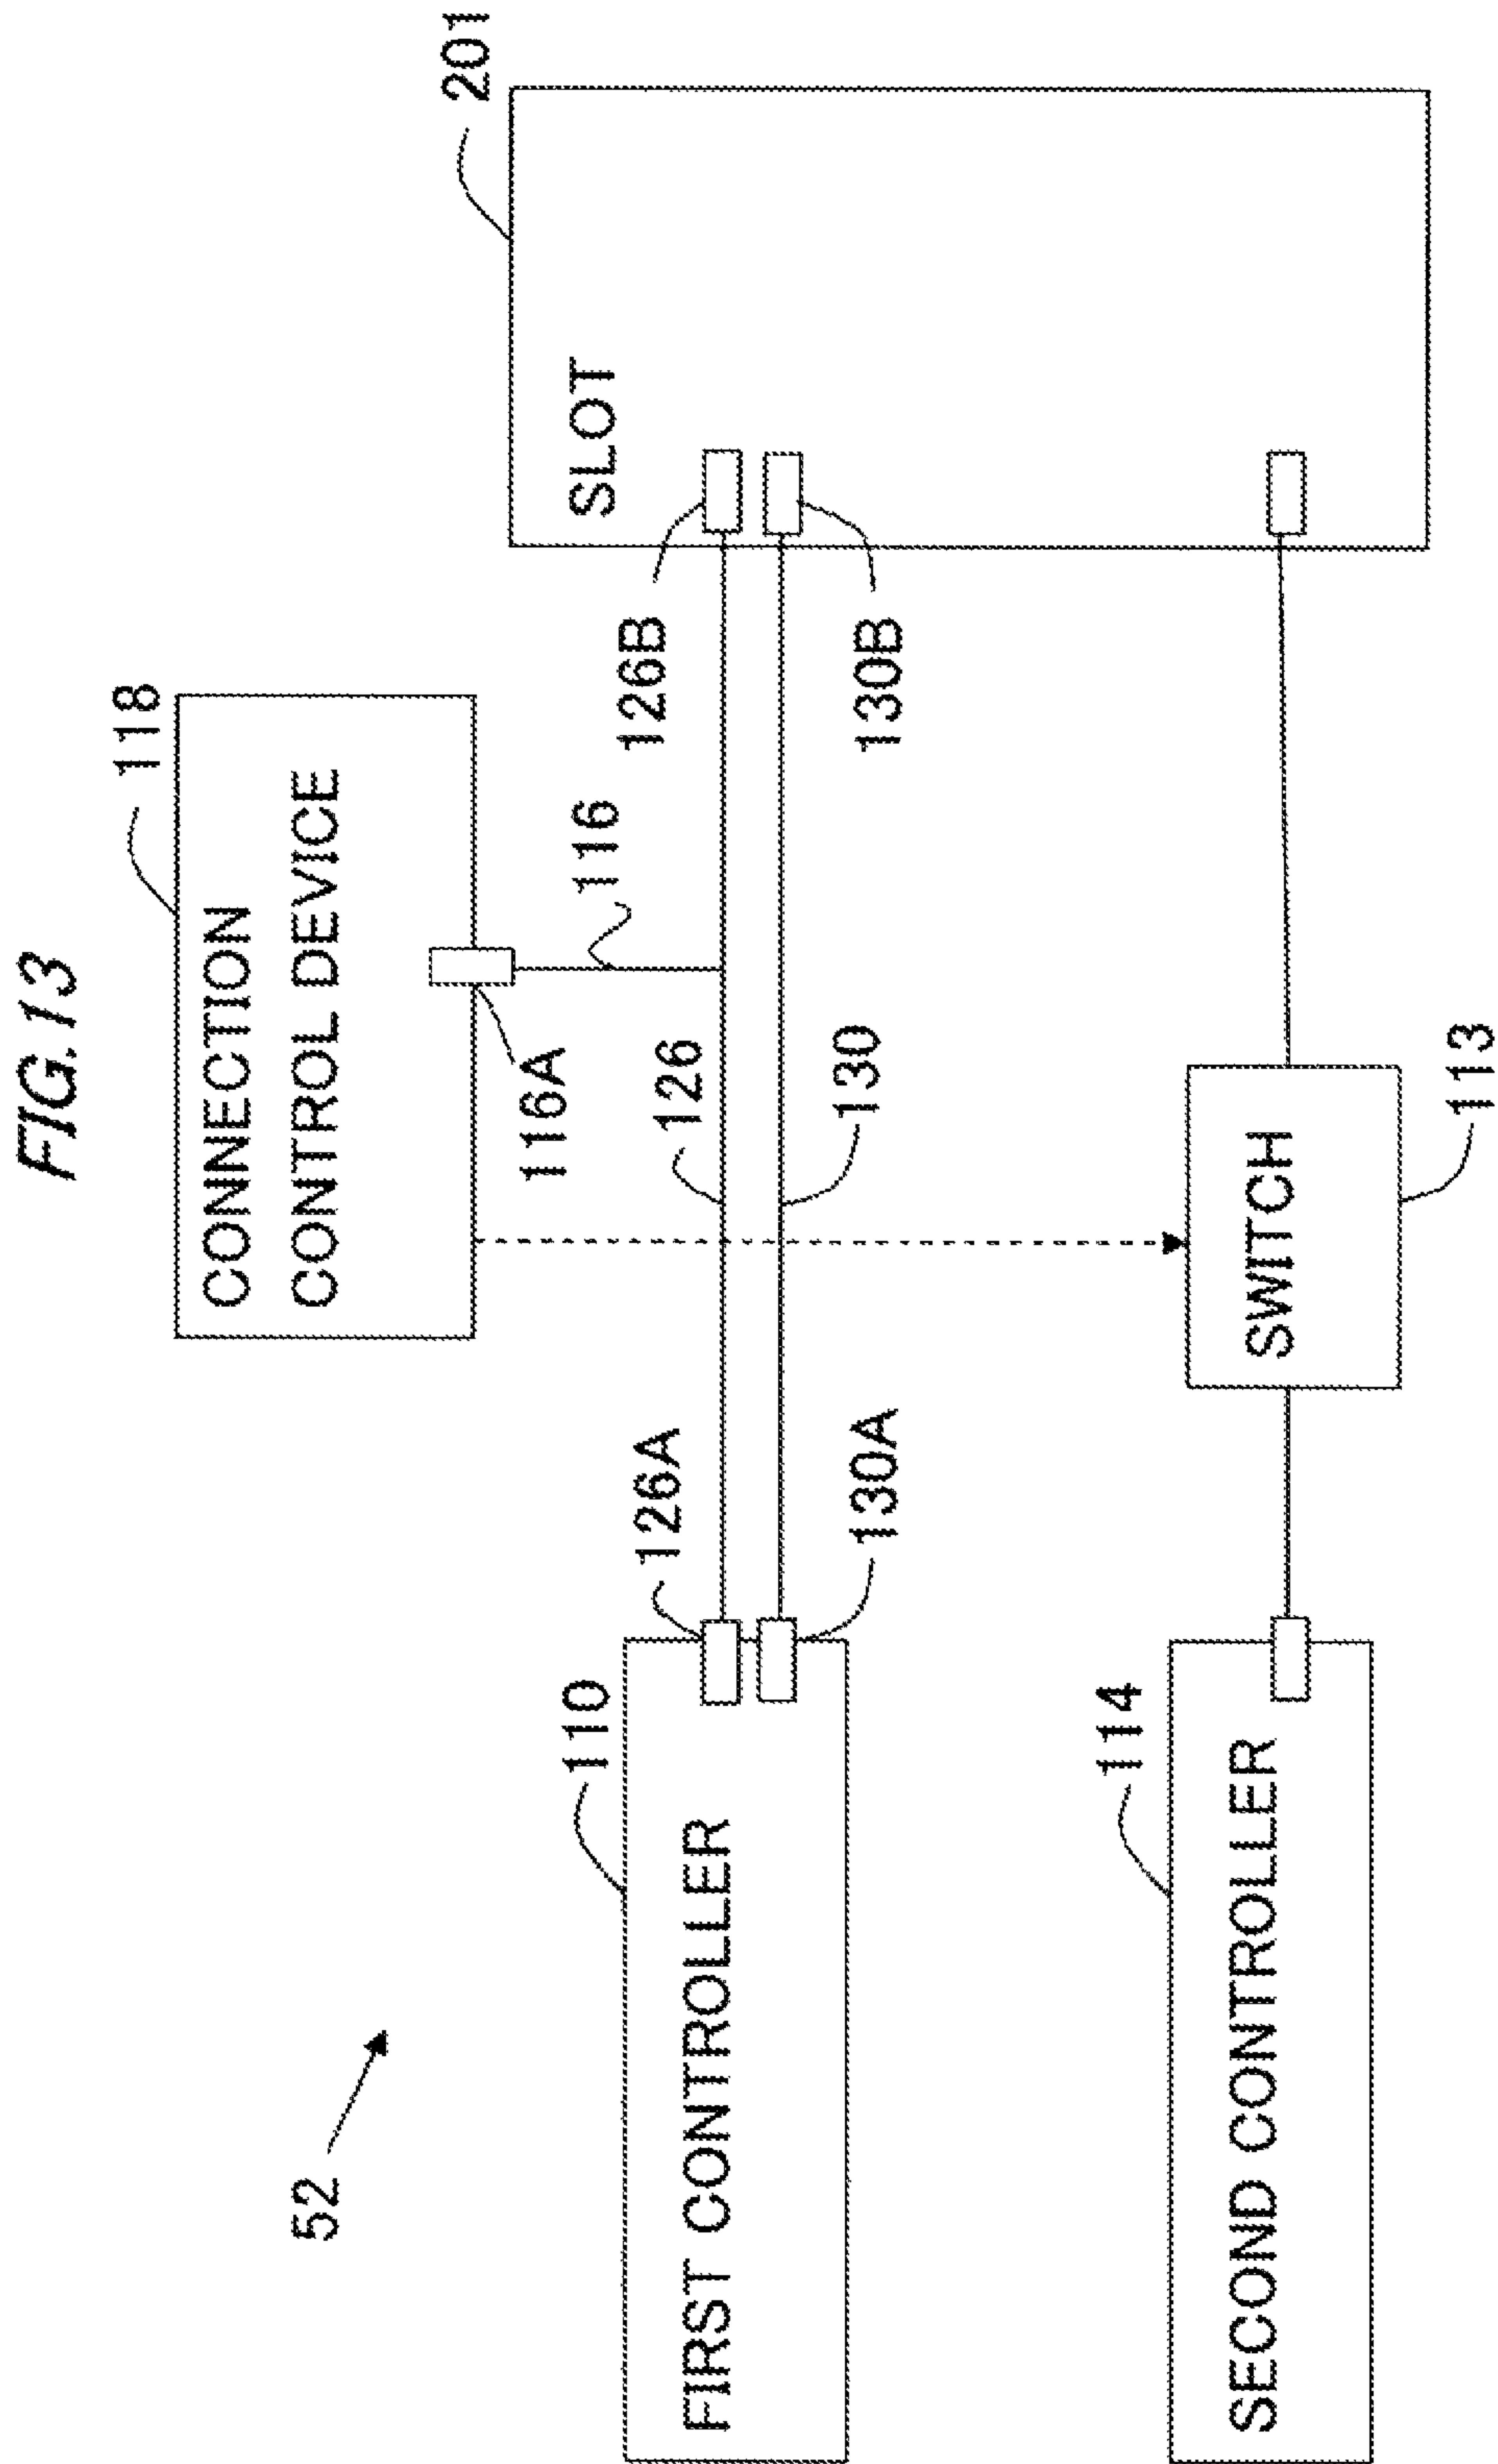 FIG.13
52
CONNECTION
CONTROL DEVICE
118
116A
116
201
SLOT
110
FIRST CONTROLLER
126A
126
126B
130A
130
130B
114
SECOND CONTROLLER
SWITCH
113